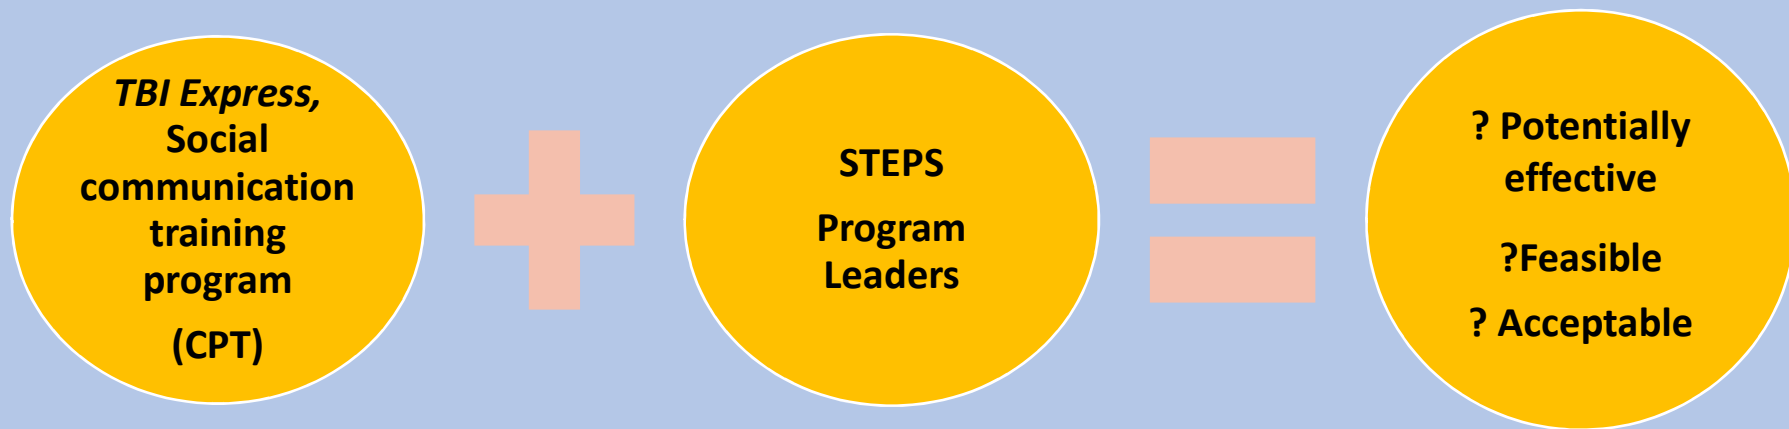 TBI Express,
Social
communication
training
program
(CPT)
STEPS
Program
Leaders
? Potentially
effective
?Feasible
? Acceptable